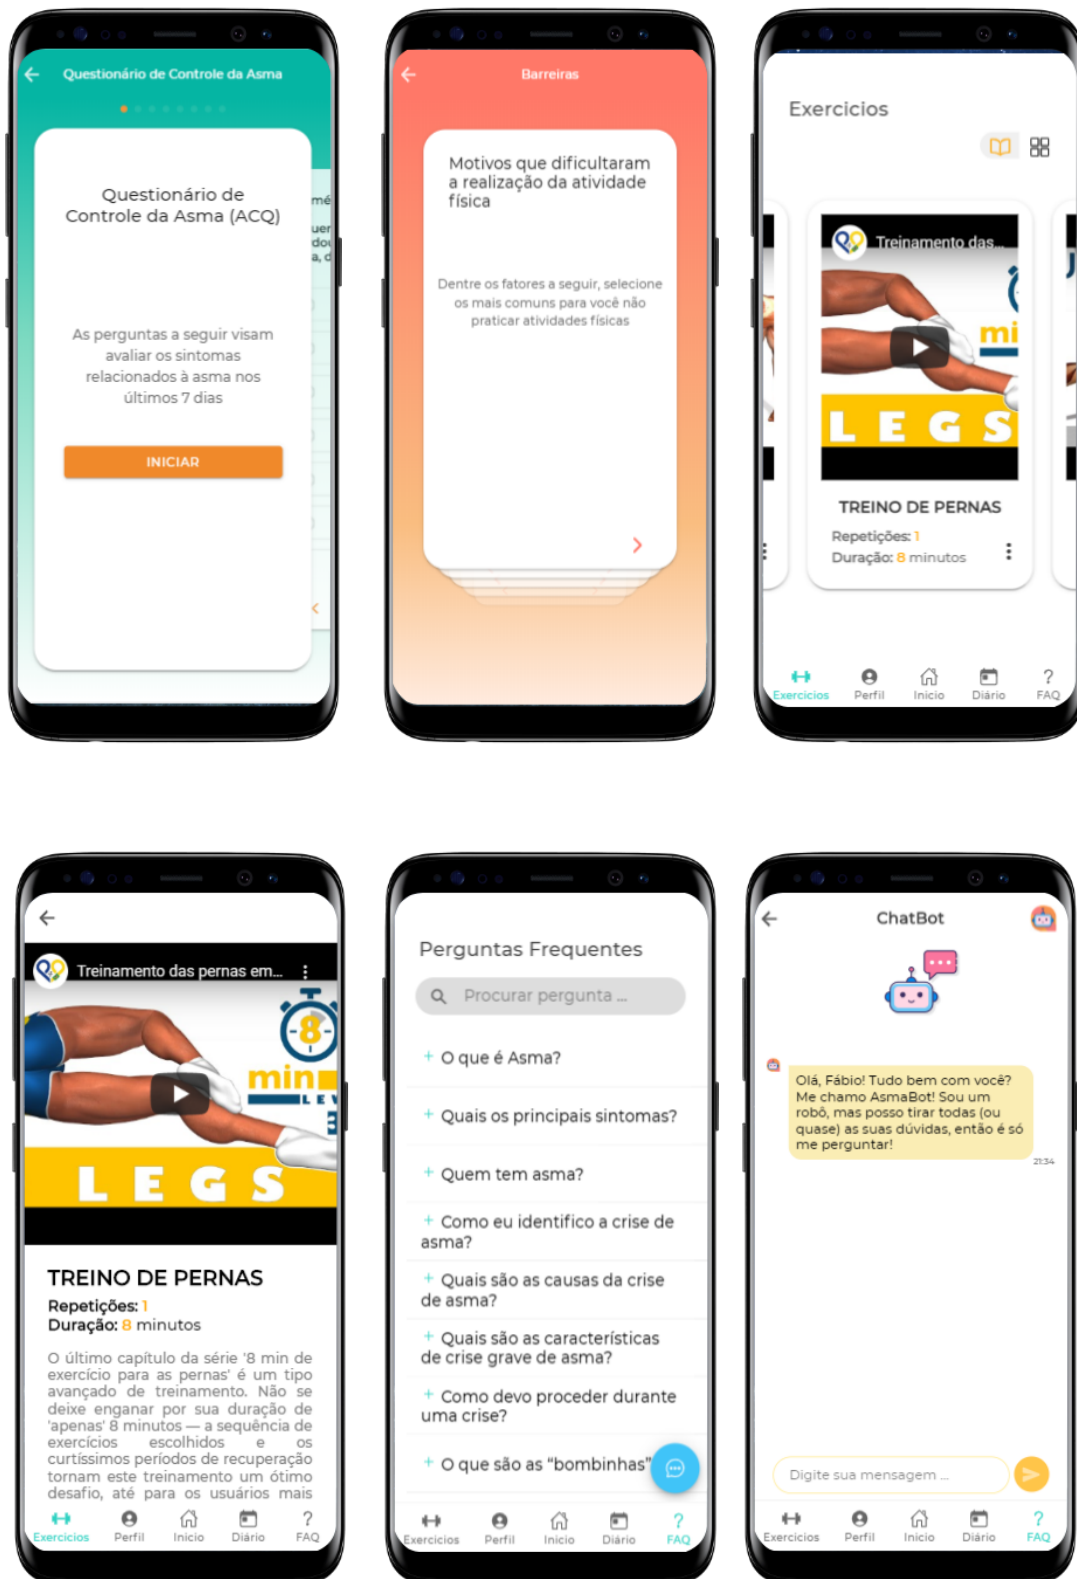 Questionário de Controle da Asma
Questionário de
Controle da Asma (ACQ)
As perguntas a seguir visam
avaliar os sintomas
relacionados à asma nos
últimos 7 dias
INICIAR
Barreiras
Motivos que dificultaram
a realização da atividade
física
Dentre os fatores a seguir, selecione
os mais comuns para você não
praticar atividades físicas
Exercicios
Treinamento das...
min
LEGS
TREINO DE PERNAS
Repetições: 1
Duração: 8 minutos
Exercicios
Perfil
Inicio
Diário
? FAQ
Treinamento das pernas em...
8
min
LEGS
TREINO DE PERNAS
Repetições: 1
Duração: 8 minutos
O último capítulo da série '8 min de
exercício para as pernas' é um tipo
avançado de treinamento. Não se
deixe enganar por sua duração de
'apenas' 8 minutos — a sequência de
exercícios escolhidos e os
curtíssimos períodos de recuperação
tornam este treinamento um ótimo
desafio, até para os usuários mais
Exercicios
Perfil
Inicio
Diário
? FAQ
Perguntas Frequentes
Procurar pergunta ...
+ O que é Asma?
+ Quais os principais sintomas?
+ Quem tem asma?
+ Como eu identifico a crise de
asma?
+ Quais são as causas da crise
de asma?
+ Quais são as características
de crise grave de asma?
+ Como devo proceder durante
uma crise?
+ O que são as “bombinhas”
Exercicios
Perfil
Inicio
Diário
? FAQ
ChatBot
Olá, Fábio! Tudo bem com você?
Me chamo AsmaBot! Sou um
robô, mas posso tirar todas (ou
quase) as suas dúvidas, então é só
me perguntar!
21:34
Digite sua mensagem ...
Exercicios
Perfil
Inicio
Diário
? FAQ